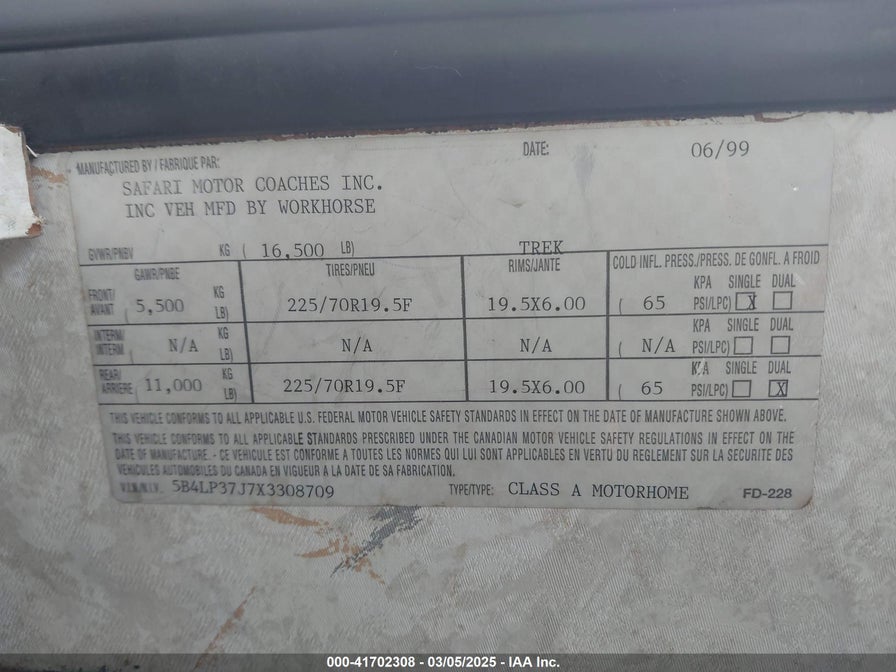 MANUFACTURED BY / FABRIQUE PAR: DATE: 06/99
SAFARI MOTOR COACHES INC.
INC VEH MFD BY WORKHORSE
GVWR/PNBV KG ( 16,500 LB) TREK
GAWR/PNBE TIRES/PNEU RIMS/JANTE COLD INFL. PRESS./PRESS. DE GONFL. A FROID
FRONT/ KG KPA SINGLE DUAL
AVANT ( 5,500 LB) 225/70R19.5F 19.5X6.00 ( 65 PSI/LPC) X
INTERM/ KG KPA SINGLE DUAL
INTERM ( N/A LB) N/A N/A ( N/A PSI/LPC)
REAR/ KG KPA SINGLE DUAL
ARRIERE 11,000 LB) 225/70R19.5F 19.5X6.00 ( 65 PSI/LPC) X
THIS VEHICLE CONFORMS TO ALL APPLICABLE U.S. FEDERAL MOTOR VEHICLE SAFETY STANDARDS IN EFFECT ON THE DATE OF MANUFACTURE SHOWN ABOVE.
THIS VEHICLE CONFORMS TO ALL APPLICABLE STANDARDS PRESCRIBED UNDER THE CANADIAN MOTOR VEHICLE SAFETY REGULATIONS IN EFFECT ON THE
DATE OF MANUFACTURE. - CE VEHICULE EST CONFORME A TOUTES LES NORMES QUI LUI SONT APPLICABLES EN VERTU DU REGLEMENT SUR LA SECURITE DES
VEHICULES AUTOMOBILES DU CANADA EN VIGUEUR A LA DATE DE SA FABRICATION.
V.I.N./N.I.V. 5B4LP37J7X3308709 TYPE/TYPE: CLASS A MOTORHOME FD-228
000-41702308 - 03/05/2025 - IAA Inc.